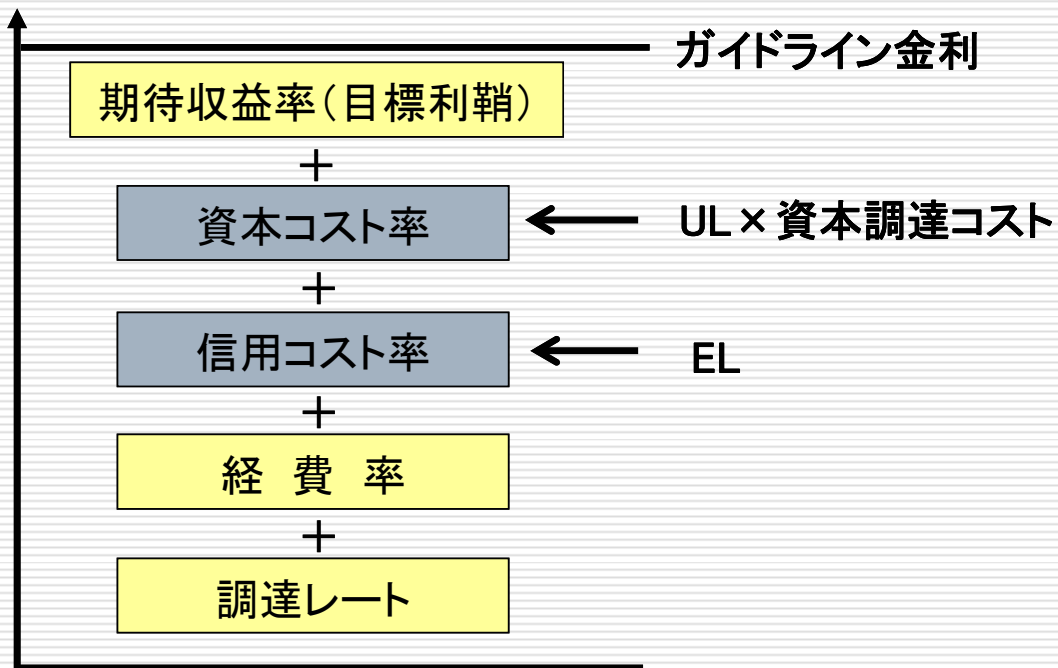 ガイドライン金利
期待収益率（目標利鞘）
＋
資本コスト率
UL×資本調達コスト
＋
信用コスト率
EL
＋
経 費 率
＋
調達レート